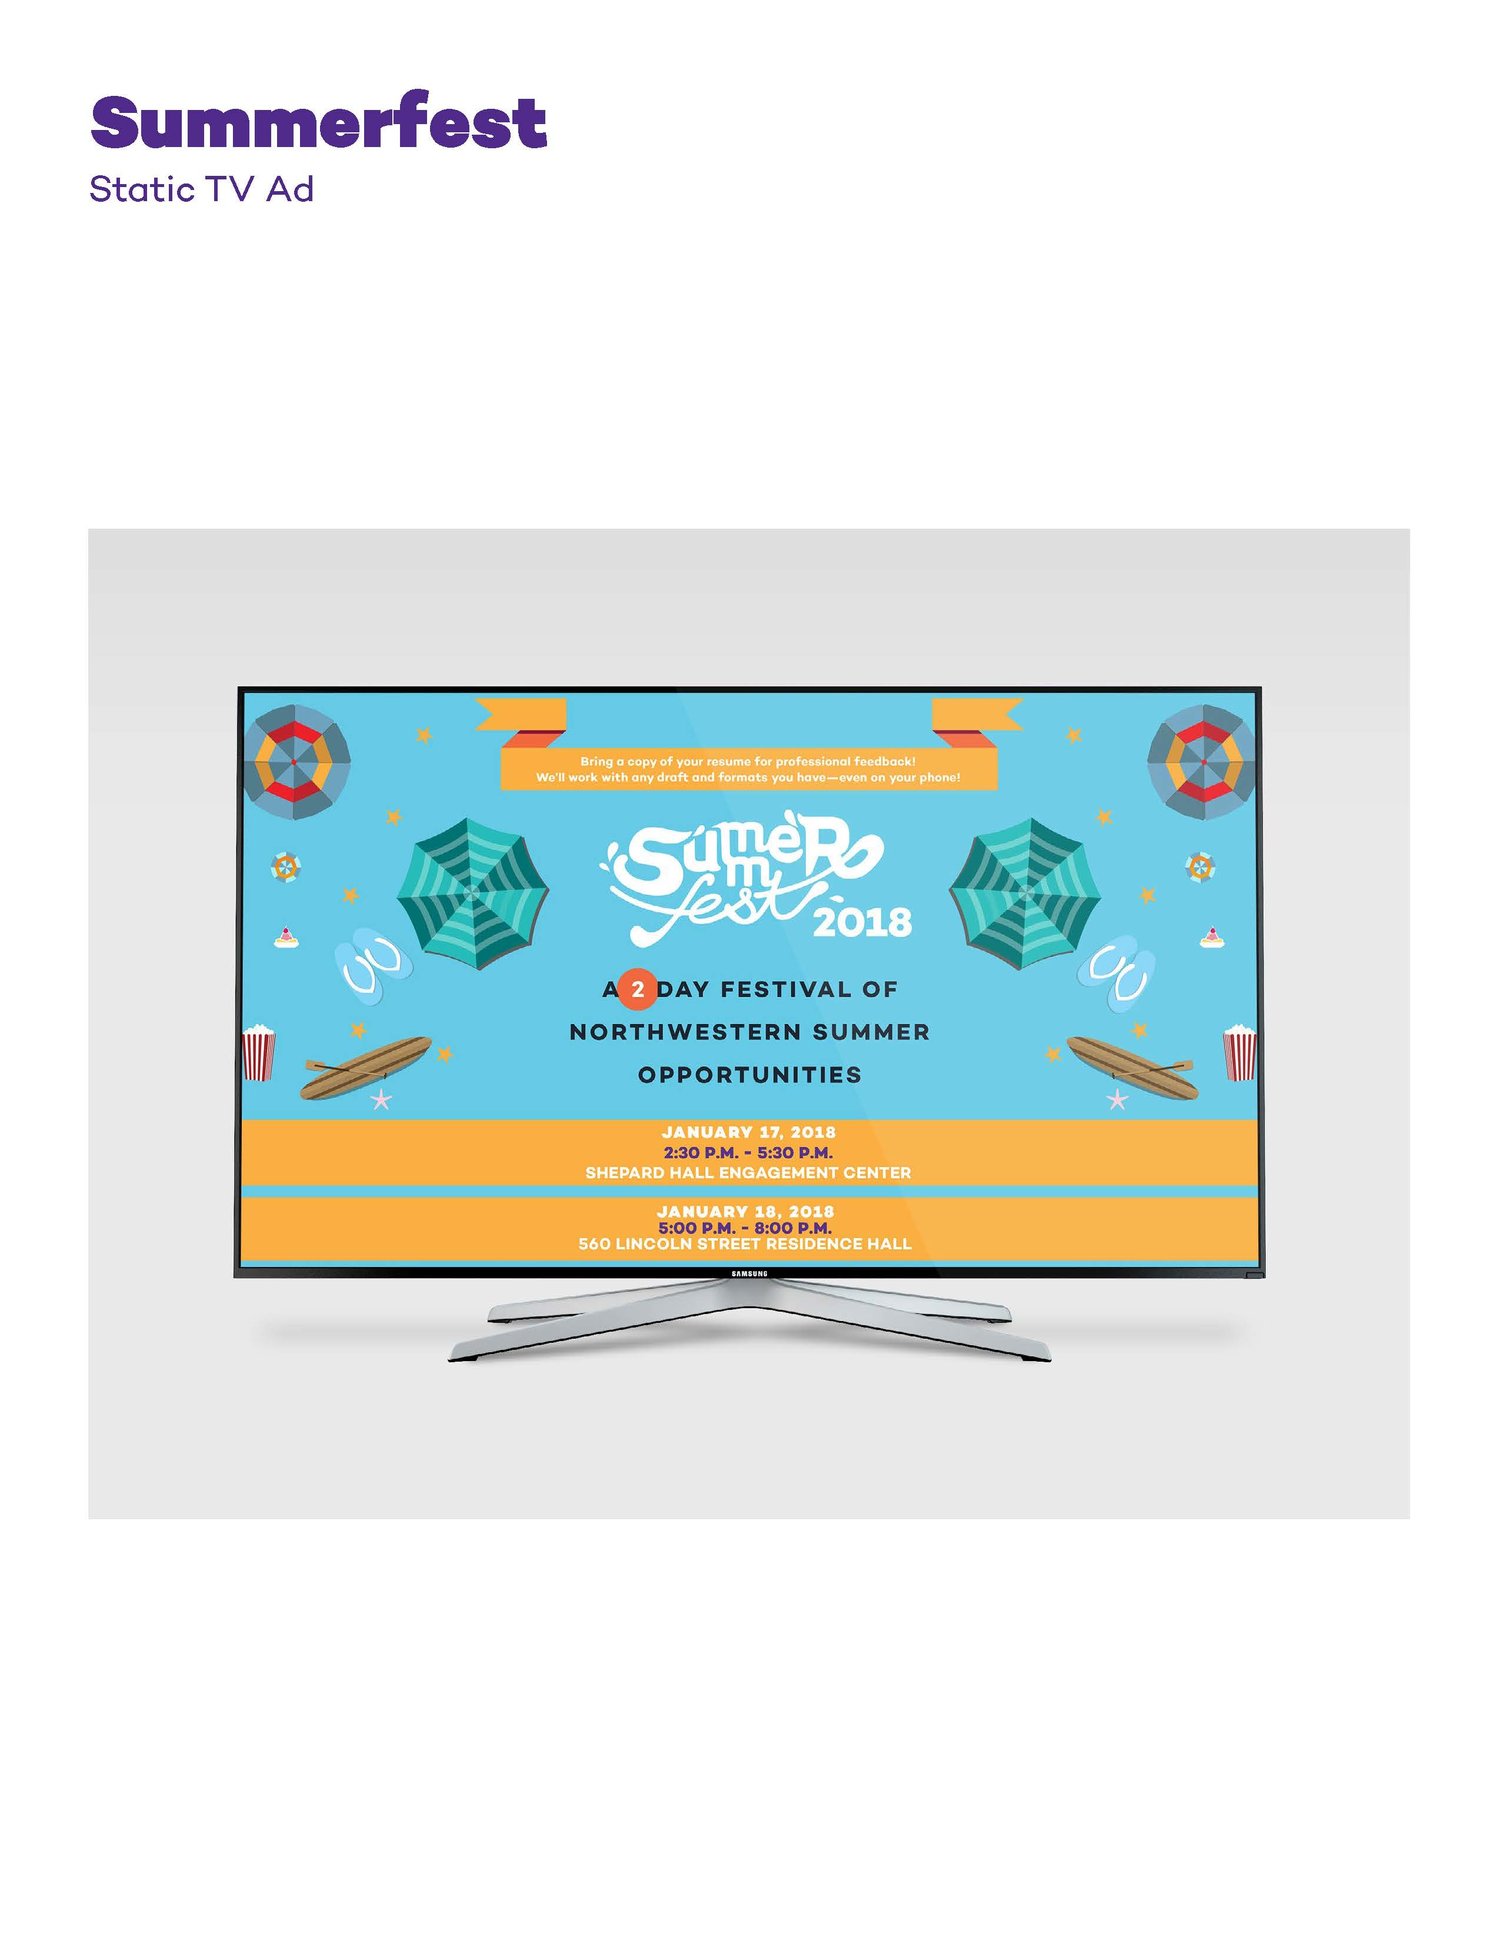 Summerfest
Static TV Ad
Bring a copy of your resume for professional feedback!
We'll work with any draft and formats you have—even on your phone!
Summer
fest 2018
A 2 DAY FESTIVAL OF
NORTHWESTERN SUMMER
OPPORTUNITIES
JANUARY 17, 2018
2:30 P.M. - 5:30 P.M.
SHEPARD HALL ENGAGEMENT CENTER
JANUARY 18, 2018
5:00 P.M. - 8:00 P.M.
560 LINCOLN STREET RESIDENCE HALL
SAMSUNG